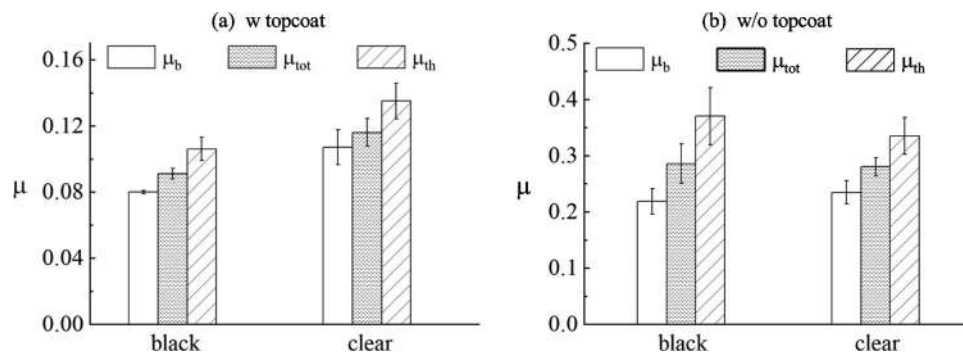 (a) w topcoat
0.16
0.12
0.08
0.04
0.00
μ
μb
μtot
μth
black
clear
(b) w/o topcoat
0.5
0.4
0.3
0.2
0.1
0.0
μ
μb
μtot
μth
black
clear